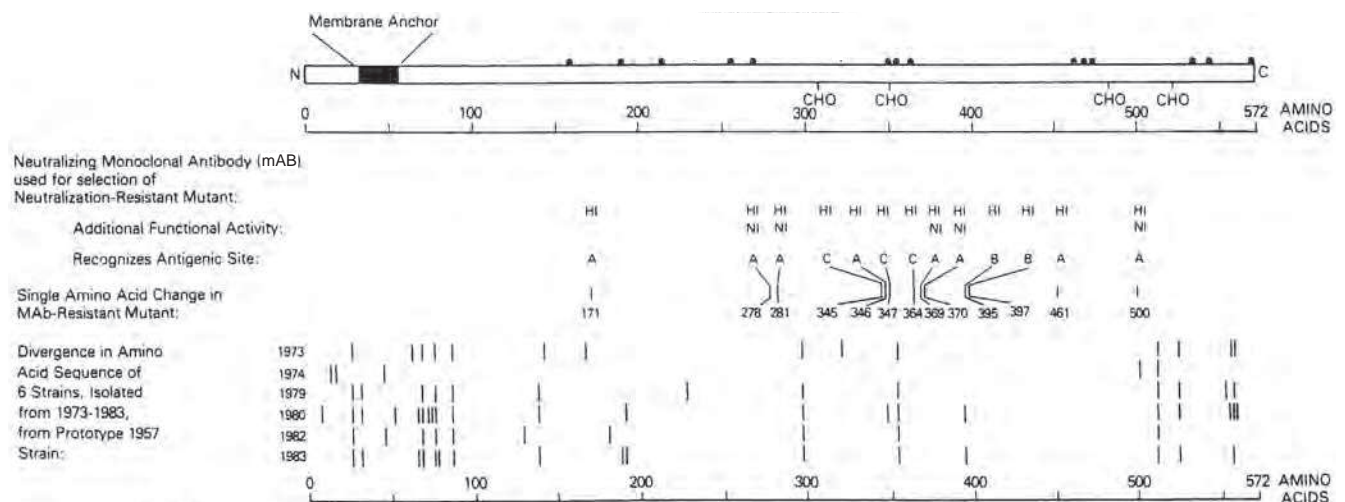 Membrane Anchor
N C
CHO CHO CHO CHO
0 100 200 300 400 500 572 AMINO
ACIDS
Neutralizing Monoclonal Antibody (mAB)
used for selection of
Neutralization-Resistant Mutant:
HI HI HI HI HI HI HI HI HI HI HI HI HI
Additional Functional Activity: NI NI NI NI NI
Recognizes Antigenic Site: A A A C A C C A A B B A A
Single Amino Acid Change in
MAb-Resistant Mutant: 171 278 281 345 346 347 364 369 370 395 397 461 500
Divergence in Amino 1973
Acid Sequence of 1974
6 Strains, Isolated 1979
from 1973-1983, 1980
from Prototype 1957 1982
Strain: 1983
0 100 200 300 400 500 572 AMINO
ACIDS